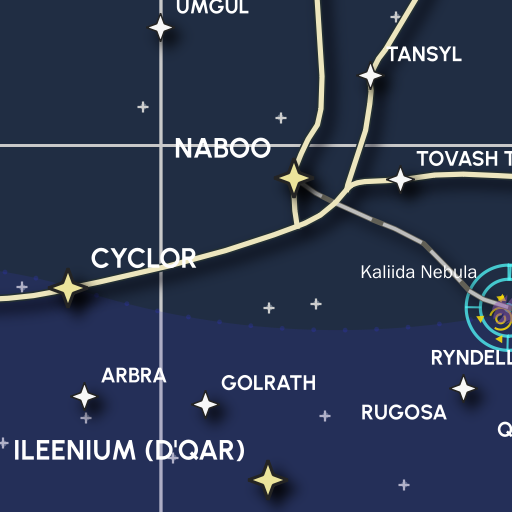 UMGUL
TANSYL
NABOO
TOVASH T
CYCLOR
Kaliida Nebula
RYNDELL
ARBRA
GOLRATH
RUGOSA
Q
ILEENIUM (D'QAR)